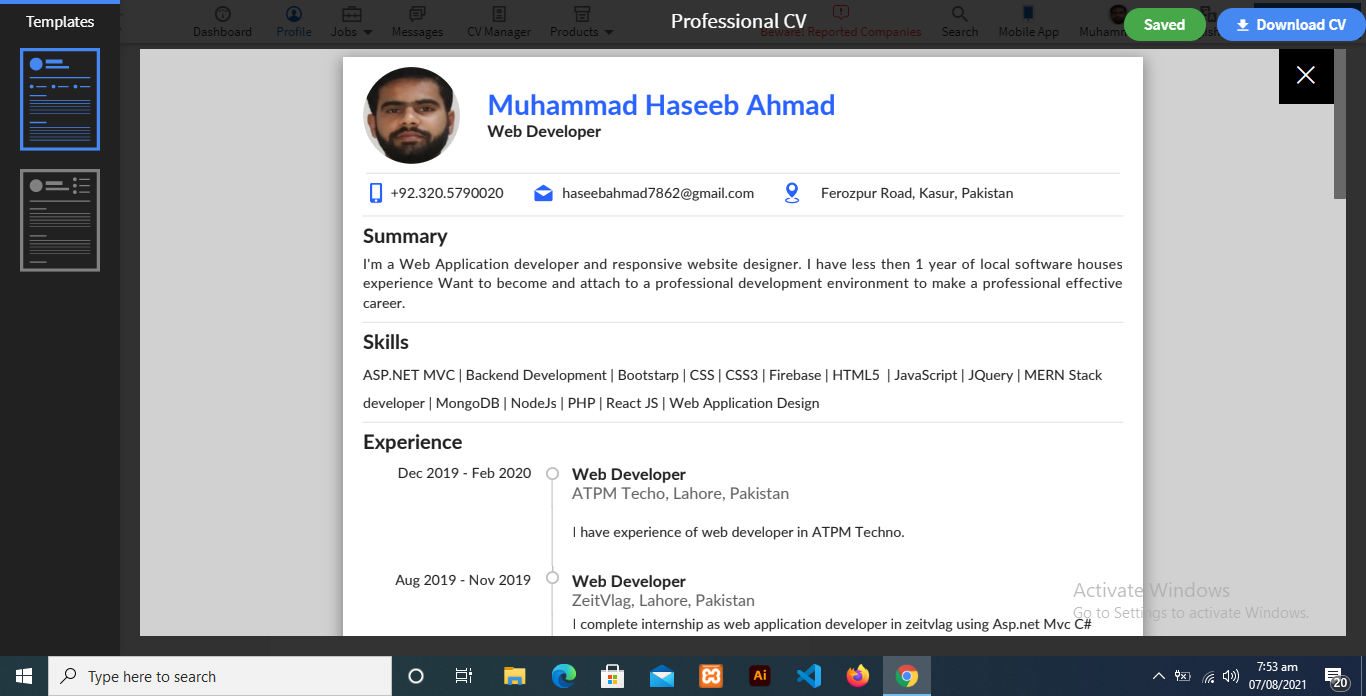 Templates
Dashboard
Profile
Jobs
Messages
CV Manager
Products
Professional CV
Beware! Reported Companies
Search
Mobile App
Saved
Download CV
Muhammad Haseeb Ahmad
Web Developer
+92.320.5790020
haseebahmad7862@gmail.com
Ferozpur Road, Kasur, Pakistan
Summary
I'm a Web Application developer and responsive website designer. I have less then 1 year of local software houses
experience Want to become and attach to a professional development environment to make a professional effective
career.
Skills
ASP.NET MVC | Backend Development | Bootstarp | CSS | CSS3 | Firebase | HTML5 | JavaScript | JQuery | MERN Stack
developer | MongoDB | NodeJs | PHP | React JS | Web Application Design
Experience
Dec 2019 - Feb 2020
Web Developer
ATPM Techo, Lahore, Pakistan
I have experience of web developer in ATPM Techno.
Aug 2019 - Nov 2019
Web Developer
ZeitVlag, Lahore, Pakistan
I complete internship as web application developer in zeitvlag using Asp.net Mvc C#
Activate Windows
Go to Settings to activate Windows.
Type here to search
Ai
7:53 am
07/08/2021
20